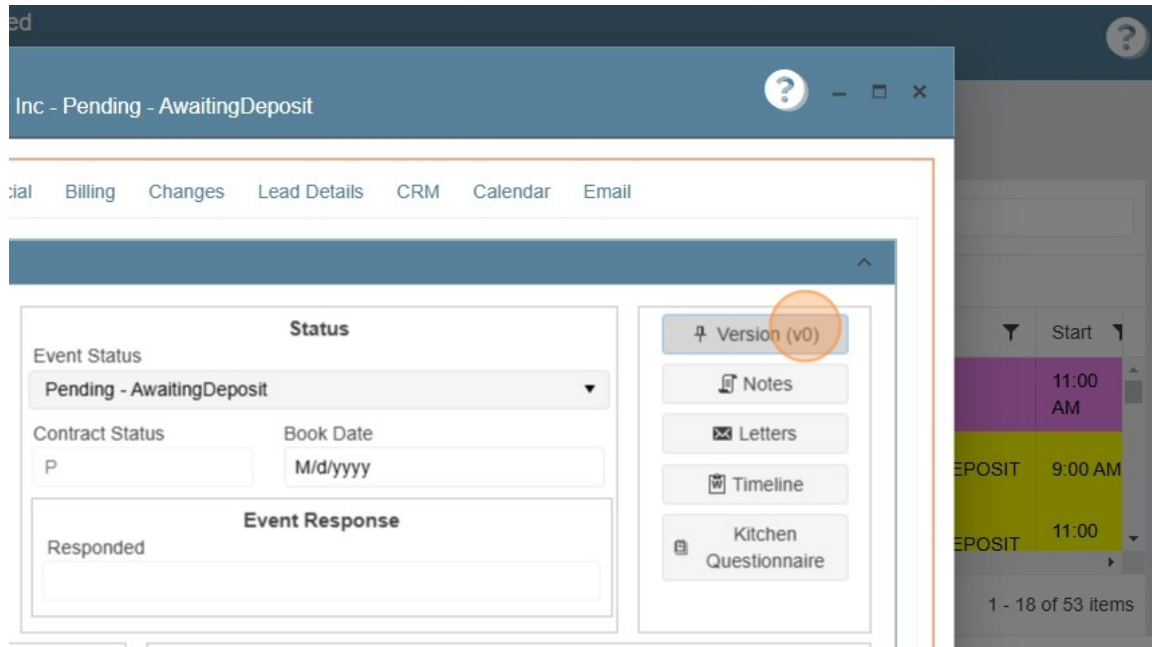 ed
?
Inc - Pending - AwaitingDeposit
?
cial Billing Changes Lead Details CRM Calendar Email
Status
Event Status
Pending - AwaitingDeposit
Contract Status Book Date
P M/d/yyyy
Event Response
Responded
Version (v0)
Notes
Letters
Timeline
Kitchen
Questionnaire
Start
11:00
AM
EPOSIT 9:00 AM
EPOSIT 11:00
1 - 18 of 53 items